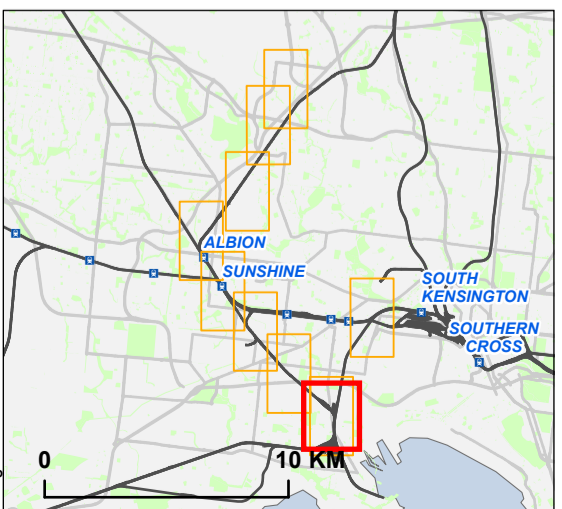 ALBION
SUNSHINE
SOUTH
KENSINGTON
SOUTHERN
CROSS
0 10 KM